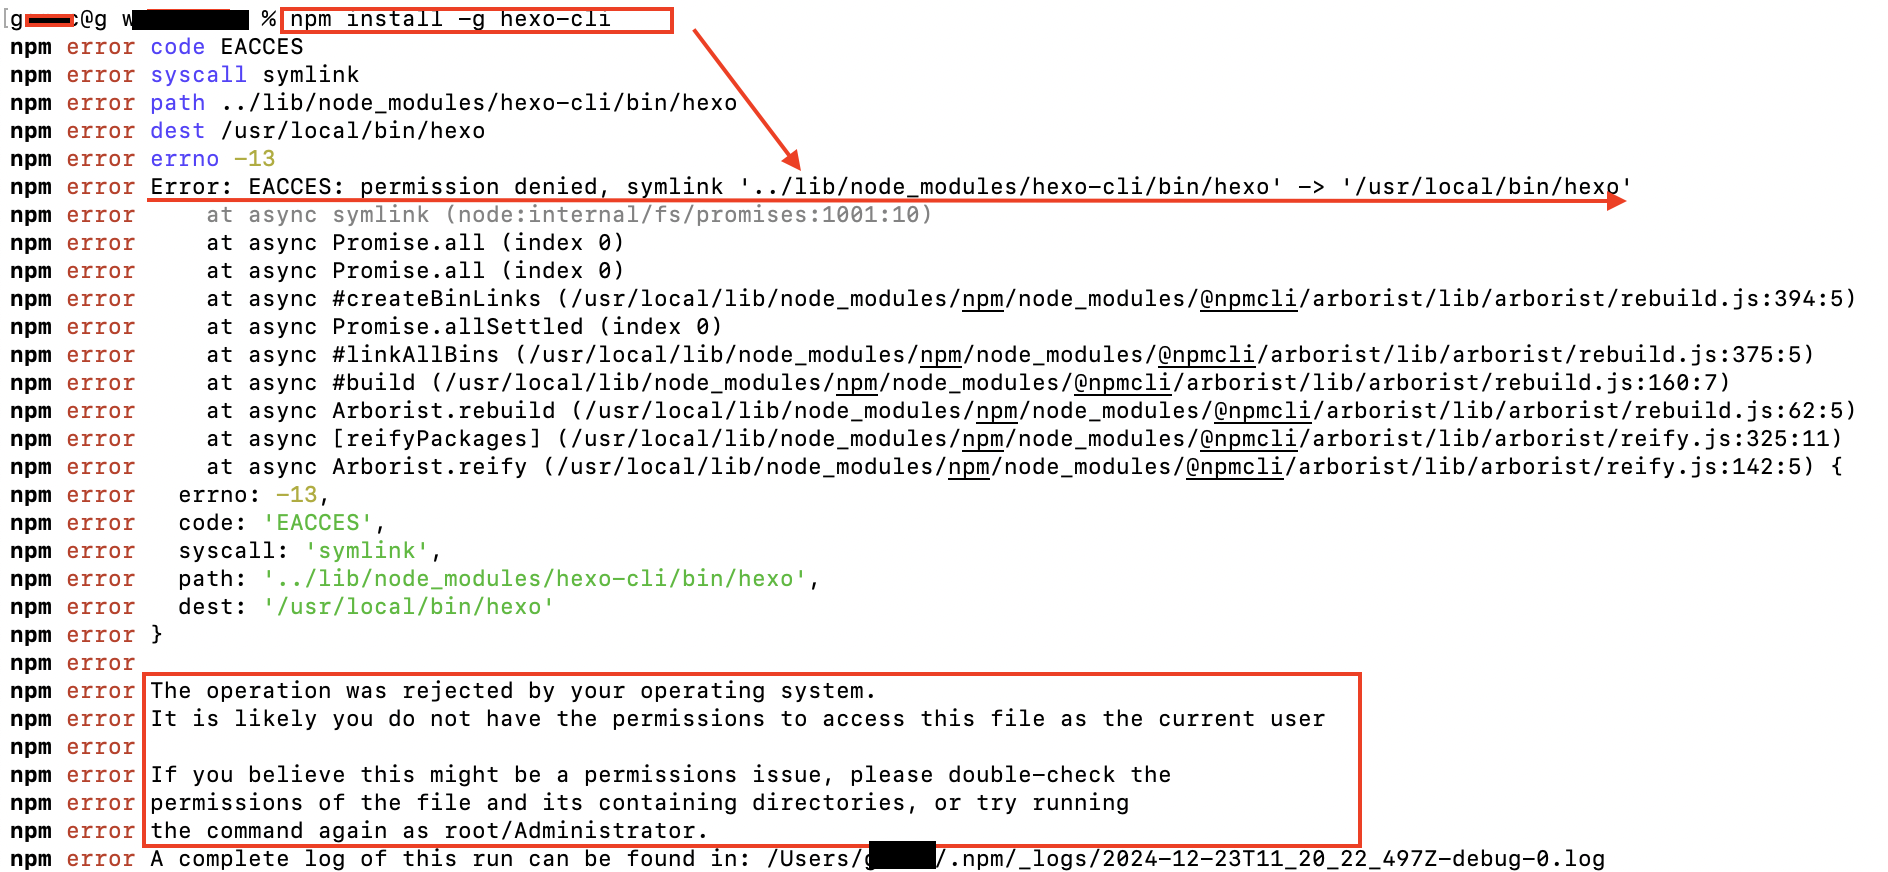 [g c@g w % npm install -g hexo-cli
npm error code EACCES
npm error syscall symlink
npm error path ../lib/node_modules/hexo-cli/bin/hexo
npm error dest /usr/local/bin/hexo
npm error errno -13
npm error Error: EACCES: permission denied, symlink '../lib/node_modules/hexo-cli/bin/hexo' -> '/usr/local/bin/hexo'
npm error     at async symlink (node:internal/fs/promises:1001:10)
npm error     at async Promise.all (index 0)
npm error     at async Promise.all (index 0)
npm error     at async #createBinLinks (/usr/local/lib/node_modules/npm/node_modules/@npmcli/arborist/lib/arborist/rebuild.js:394:5)
npm error     at async Promise.allSettled (index 0)
npm error     at async #linkAllBins (/usr/local/lib/node_modules/npm/node_modules/@npmcli/arborist/lib/arborist/rebuild.js:375:5)
npm error     at async #build (/usr/local/lib/node_modules/npm/node_modules/@npmcli/arborist/lib/arborist/rebuild.js:160:7)
npm error     at async Arborist.rebuild (/usr/local/lib/node_modules/npm/node_modules/@npmcli/arborist/lib/arborist/rebuild.js:62:5)
npm error     at async [reifyPackages] (/usr/local/lib/node_modules/npm/node_modules/@npmcli/arborist/lib/arborist/reify.js:325:11)
npm error     at async Arborist.reify (/usr/local/lib/node_modules/npm/node_modules/@npmcli/arborist/lib/arborist/reify.js:142:5) {
npm error   errno: -13,
npm error   code: 'EACCES',
npm error   syscall: 'symlink',
npm error   path: '../lib/node_modules/hexo-cli/bin/hexo',
npm error   dest: '/usr/local/bin/hexo'
npm error }
npm error
npm error The operation was rejected by your operating system.
npm error It is likely you do not have the permissions to access this file as the current user
npm error
npm error If you believe this might be a permissions issue, please double-check the
npm error permissions of the file and its containing directories, or try running
npm error the command again as root/Administrator.
npm error A complete log of this run can be found in: /Users/g /.npm/_logs/2024-12-23T11_20_22_497Z-debug-0.log